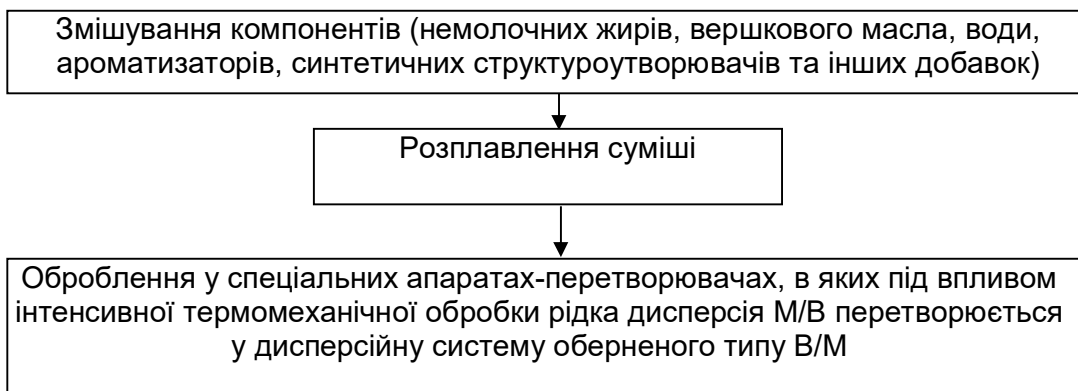 Змішування компонентів (немолочних жирів, вершкового масла, води,
ароматизаторів, синтетичних структуроутворювачів та інших добавок)
Розплавлення суміші
Оброблення у спеціальних апаратах-перетворювачах, в яких під впливом
інтенсивної термомеханічної обробки рідка дисперсія М/В перетворюється
у дисперсійну систему оберненого типу В/М